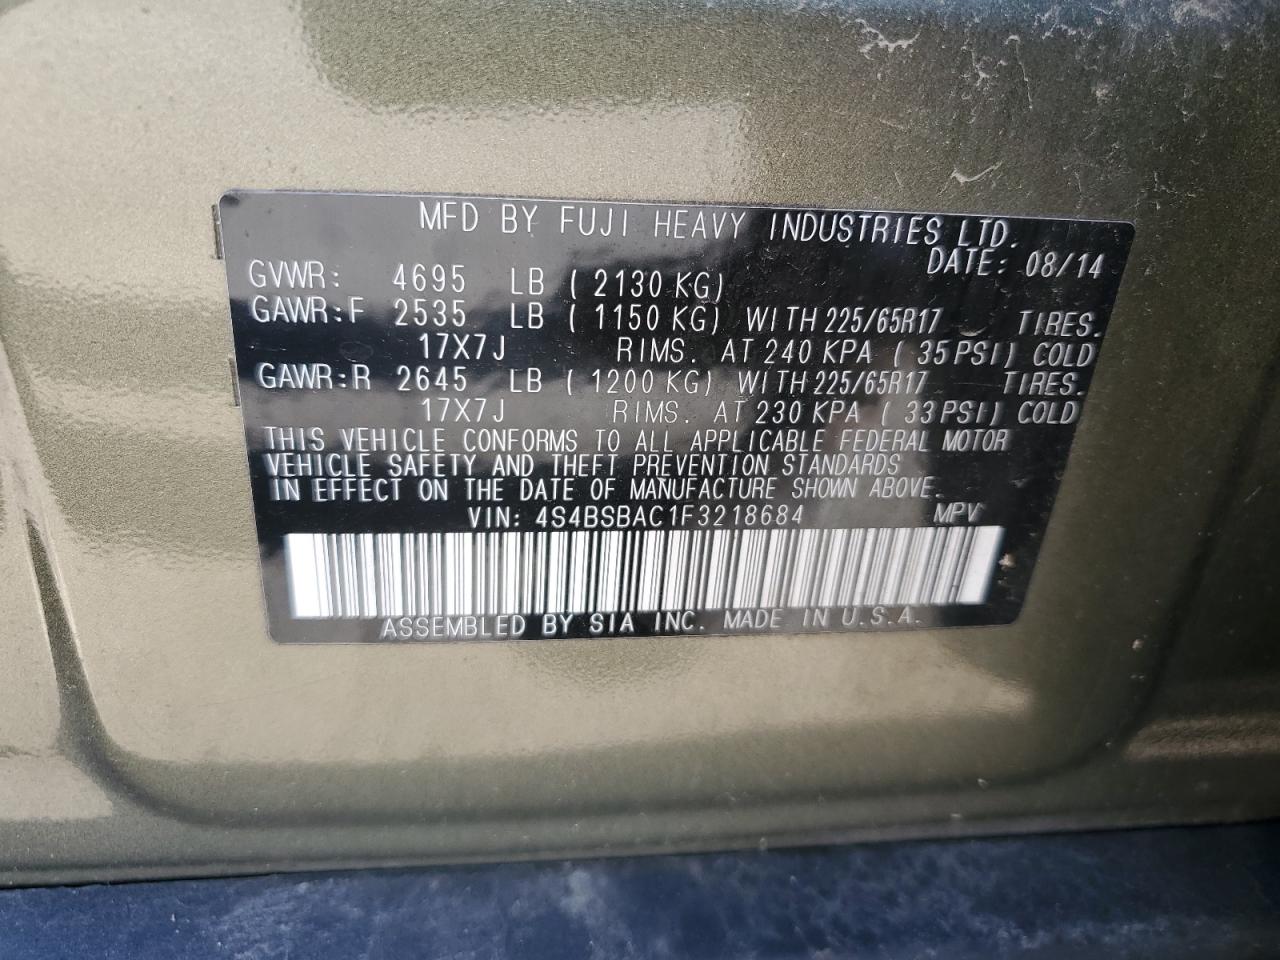 MFD BY FUJI HEAVY INDUSTRIES LTD.
DATE: 08/14
GVWR: 4695 LB ( 2130 KG)
GAWR:F 2535 LB ( 1150 KG) WITH 225/65R17 TIRES.
17X7J RIMS. AT 240 KPA ( 35 PSI) COLD
GAWR:R 2645 LB ( 1200 KG) WITH 225/65R17 TIRES.
17X7J RIMS. AT 230 KPA ( 33 PSI) COLD
THIS VEHICLE CONFORMS TO ALL APPLICABLE FEDERAL MOTOR
VEHICLE SAFETY AND THEFT PREVENTION STANDARDS
IN EFFECT ON THE DATE OF MANUFACTURE SHOWN ABOVE.
VIN: 4S4BSBAC1F3218684 MPV
ASSEMBLED BY SIA INC. MADE IN U.S.A.